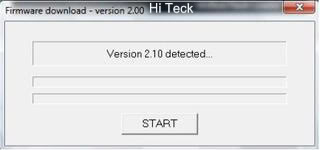 Firmware download - version 2.00
Hi Teck
Version 2.10 detected...
START